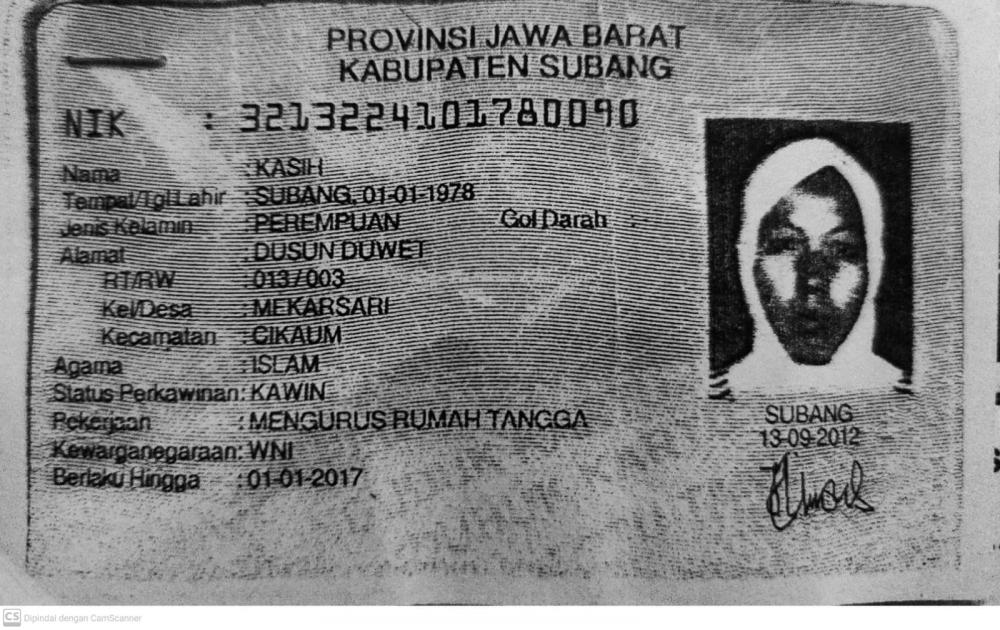 PROVINSI JAWA BARAT
KABUPATEN SUBANG
NIK : 3213224101780090
Nama : KASIH
Tempat/Tgl Lahir : SUBANG, 01-01-1978
Jenis Kelamin : PEREMPUAN Gol Darah : -
Alamat : DUSUN DUWET
RT/RW : 013/003
Kel/Desa : MEKARSARI
Kecamatan : CIKAUM
Agama : ISLAM
Status Perkawinan: KAWIN
Pekerjaan : MENGURUS RUMAH TANGGA
Kewarganegaraan: WNI
Berlaku Hingga : 01-01-2017
SUBANG
13-09-2012
CS Dipindai dengan CamScanner